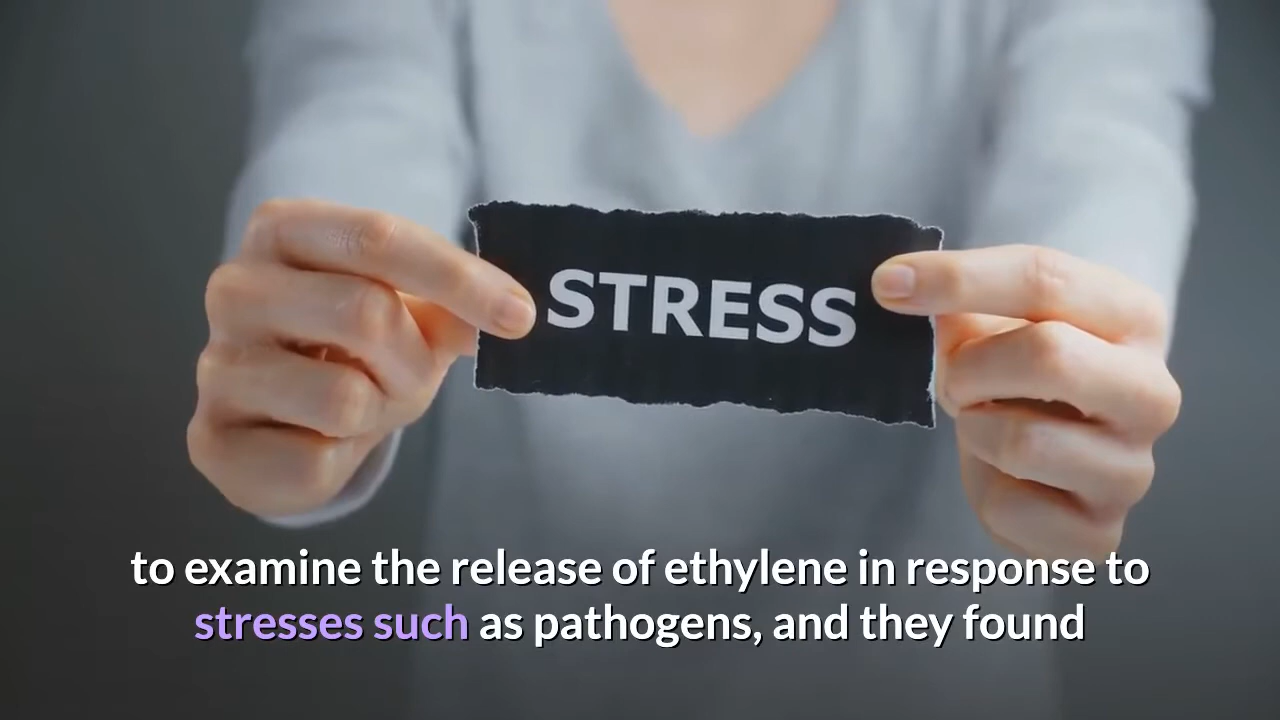 STRESS
to examine the release of ethylene in response to
stresses such as pathogens, and they found